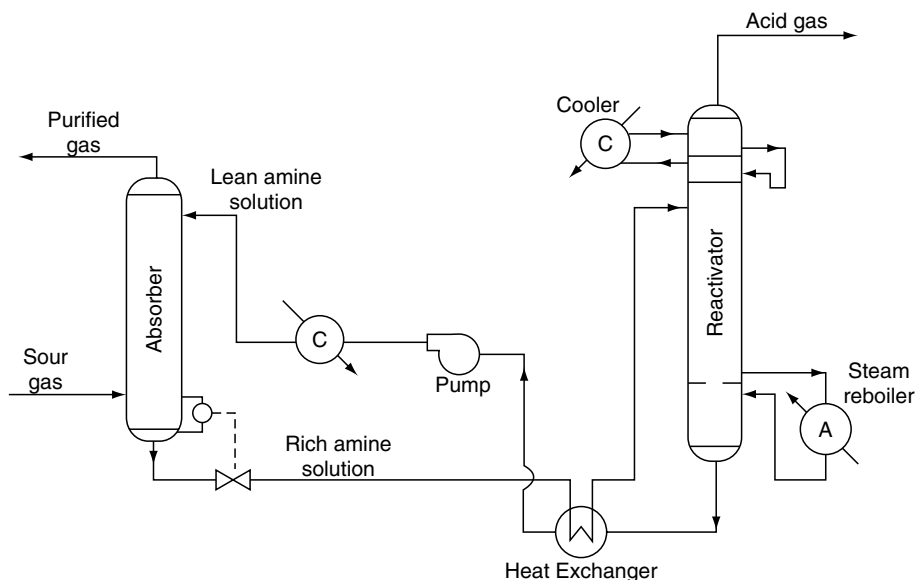 Acid gas
Cooler
C
Purified
gas
Lean amine
solution
Absorber
Reactivator
C
Pump
Sour
gas
Steam
reboiler
A
Rich amine
solution
Heat Exchanger